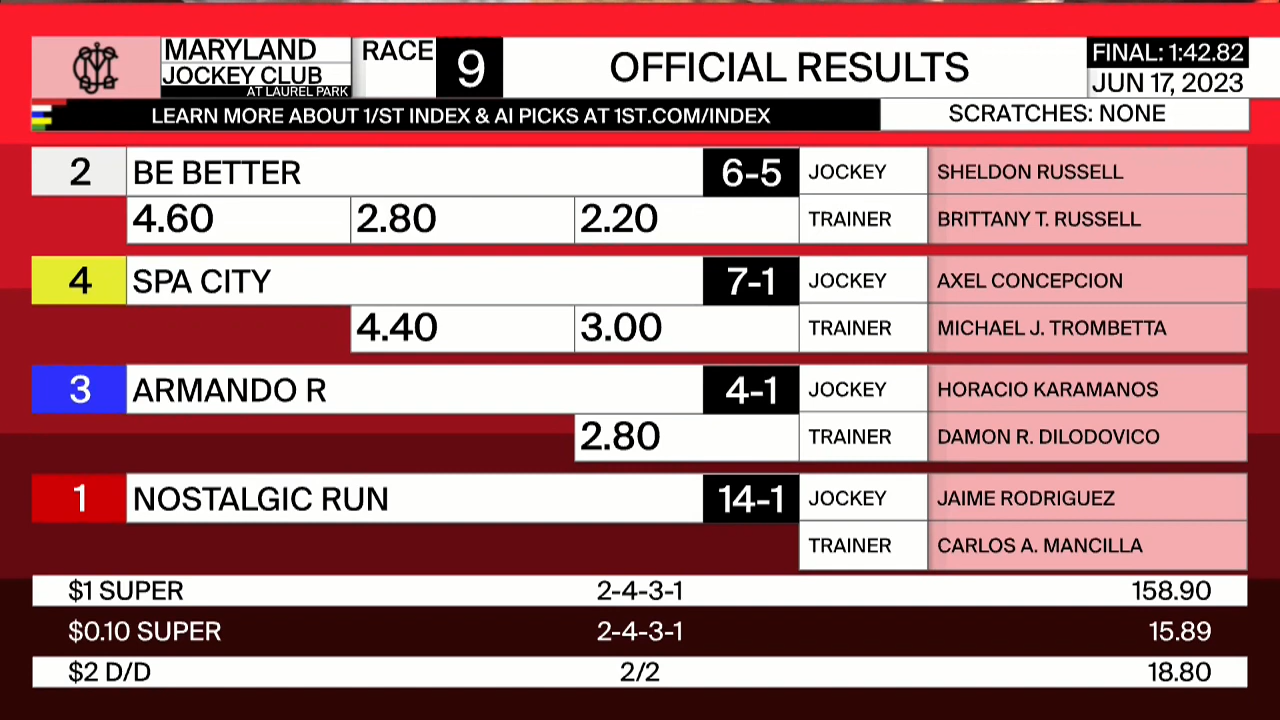 MARYLAND
JOCKEY CLUB
AT LAUREL PARK
RACE 9
OFFICIAL RESULTS
FINAL: 1:42.82
JUN 17, 2023
LEARN MORE ABOUT 1/ST INDEX & AI PICKS AT 1ST.COM/INDEX
SCRATCHES: NONE
2 BE BETTER 6-5 JOCKEY SHELDON RUSSELL
4.60 2.80 2.20 TRAINER BRITTANY T. RUSSELL
4 SPA CITY 7-1 JOCKEY AXEL CONCEPCION
4.40 3.00 TRAINER MICHAEL J. TROMBETTA
3 ARMANDO R 4-1 JOCKEY HORACIO KARAMANOS
2.80 TRAINER DAMON R. DILODOVICO
1 NOSTALGIC RUN 14-1 JOCKEY JAIME RODRIGUEZ
TRAINER CARLOS A. MANCILLA
$1 SUPER 2-4-3-1 158.90
$0.10 SUPER 2-4-3-1 15.89
$2 D/D 2/2 18.80